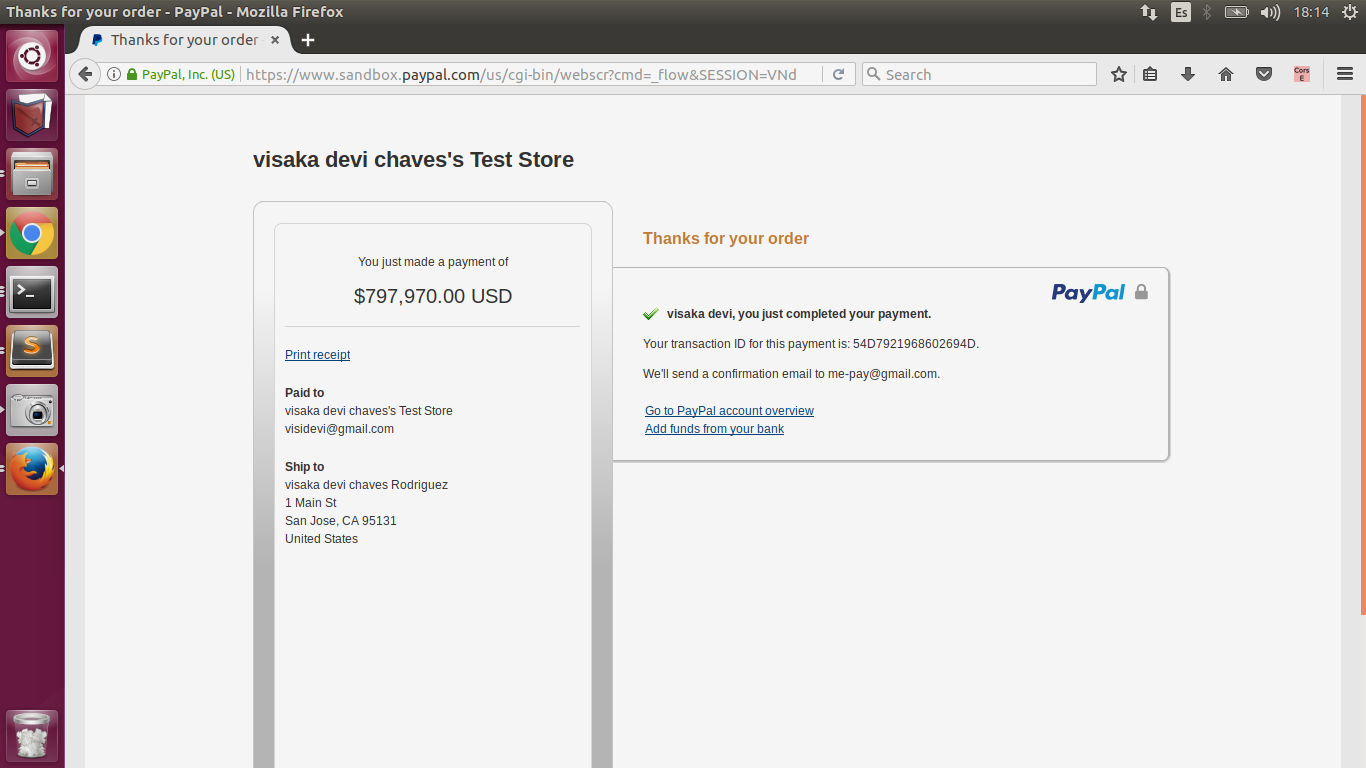 Thanks for your order - PayPal - Mozilla Firefox
Es
18:14
Thanks for your order
PayPal, Inc. (US)
https://www.sandbox.paypal.com/us/cgi-bin/webscr?cmd=_flow&SESSION=VNd
Search
Cors
E
visaka devi chaves's Test Store
You just made a payment of
$797,970.00 USD
Print receipt
Paid to
visaka devi chaves's Test Store
visidevi@gmail.com
Ship to
visaka devi chaves Rodriguez
1 Main St
San Jose, CA 95131
United States
Thanks for your order
PayPal
visaka devi, you just completed your payment.
Your transaction ID for this payment is: 54D7921968602694D.
We'll send a confirmation email to me-pay@gmail.com.
Go to PayPal account overview
Add funds from your bank